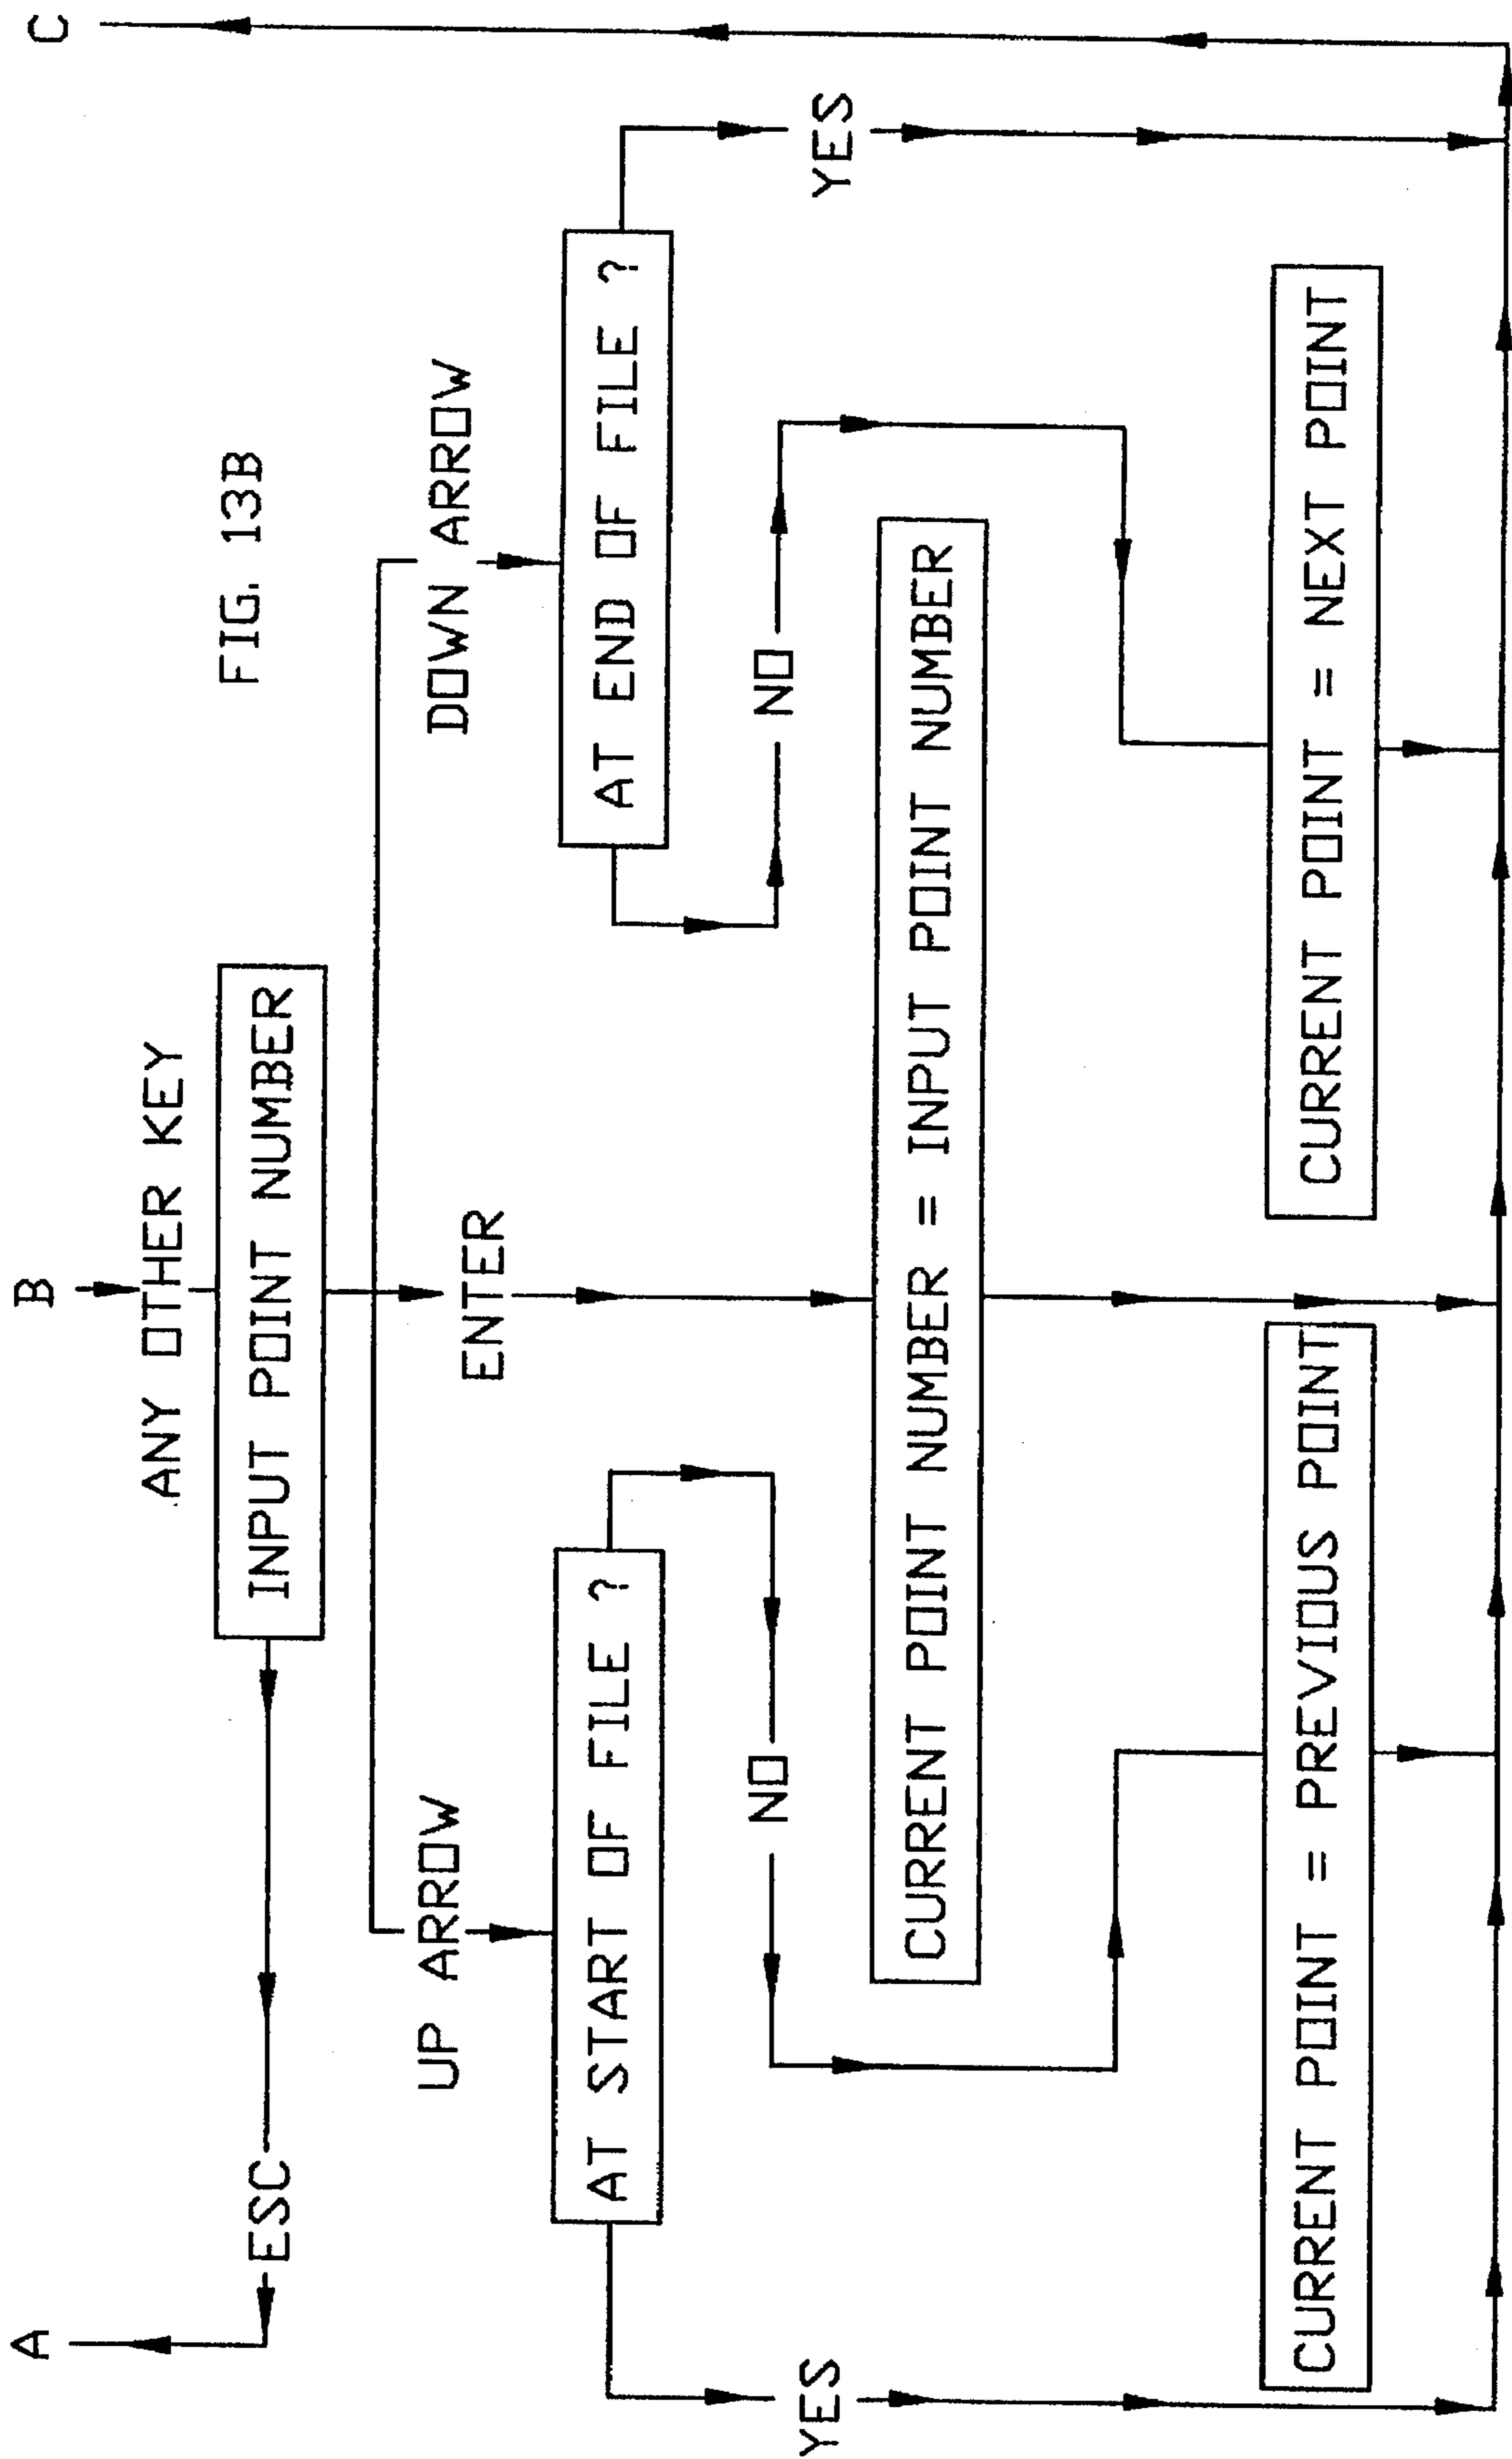 A
B
C
ANY OTHER KEY
FIG. 13B
ESC
INPUT POINT NUMBER
UP ARROW
ENTER
DOWN ARROW
AT START OF FILE ?
AT END OF FILE ?
YES
NO
NO
YES
CURRENT POINT NUMBER = INPUT POINT NUMBER
CURRENT POINT = PREVIOUS POINT
CURRENT POINT = NEXT POINT